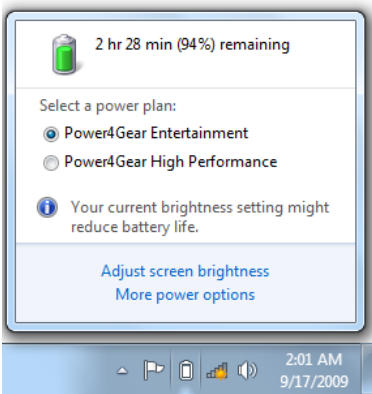 2 hr 28 min (94%) remaining
Select a power plan:
Power4Gear Entertainment
Power4Gear High Performance
Your current brightness setting might
reduce battery life.
Adjust screen brightness
More power options
2:01 AM
9/17/2009